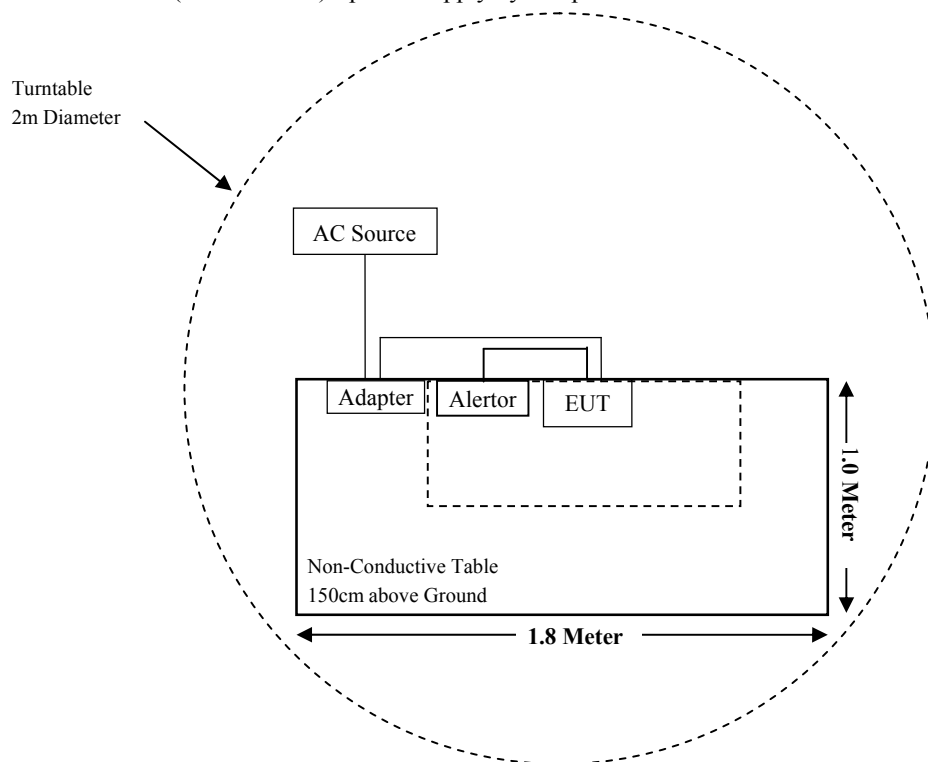 Turntable
2m Diameter
AC Source
Adapter
Alertor
EUT
1.0 Meter
Non-Conductive Table
150cm above Ground
1.8 Meter